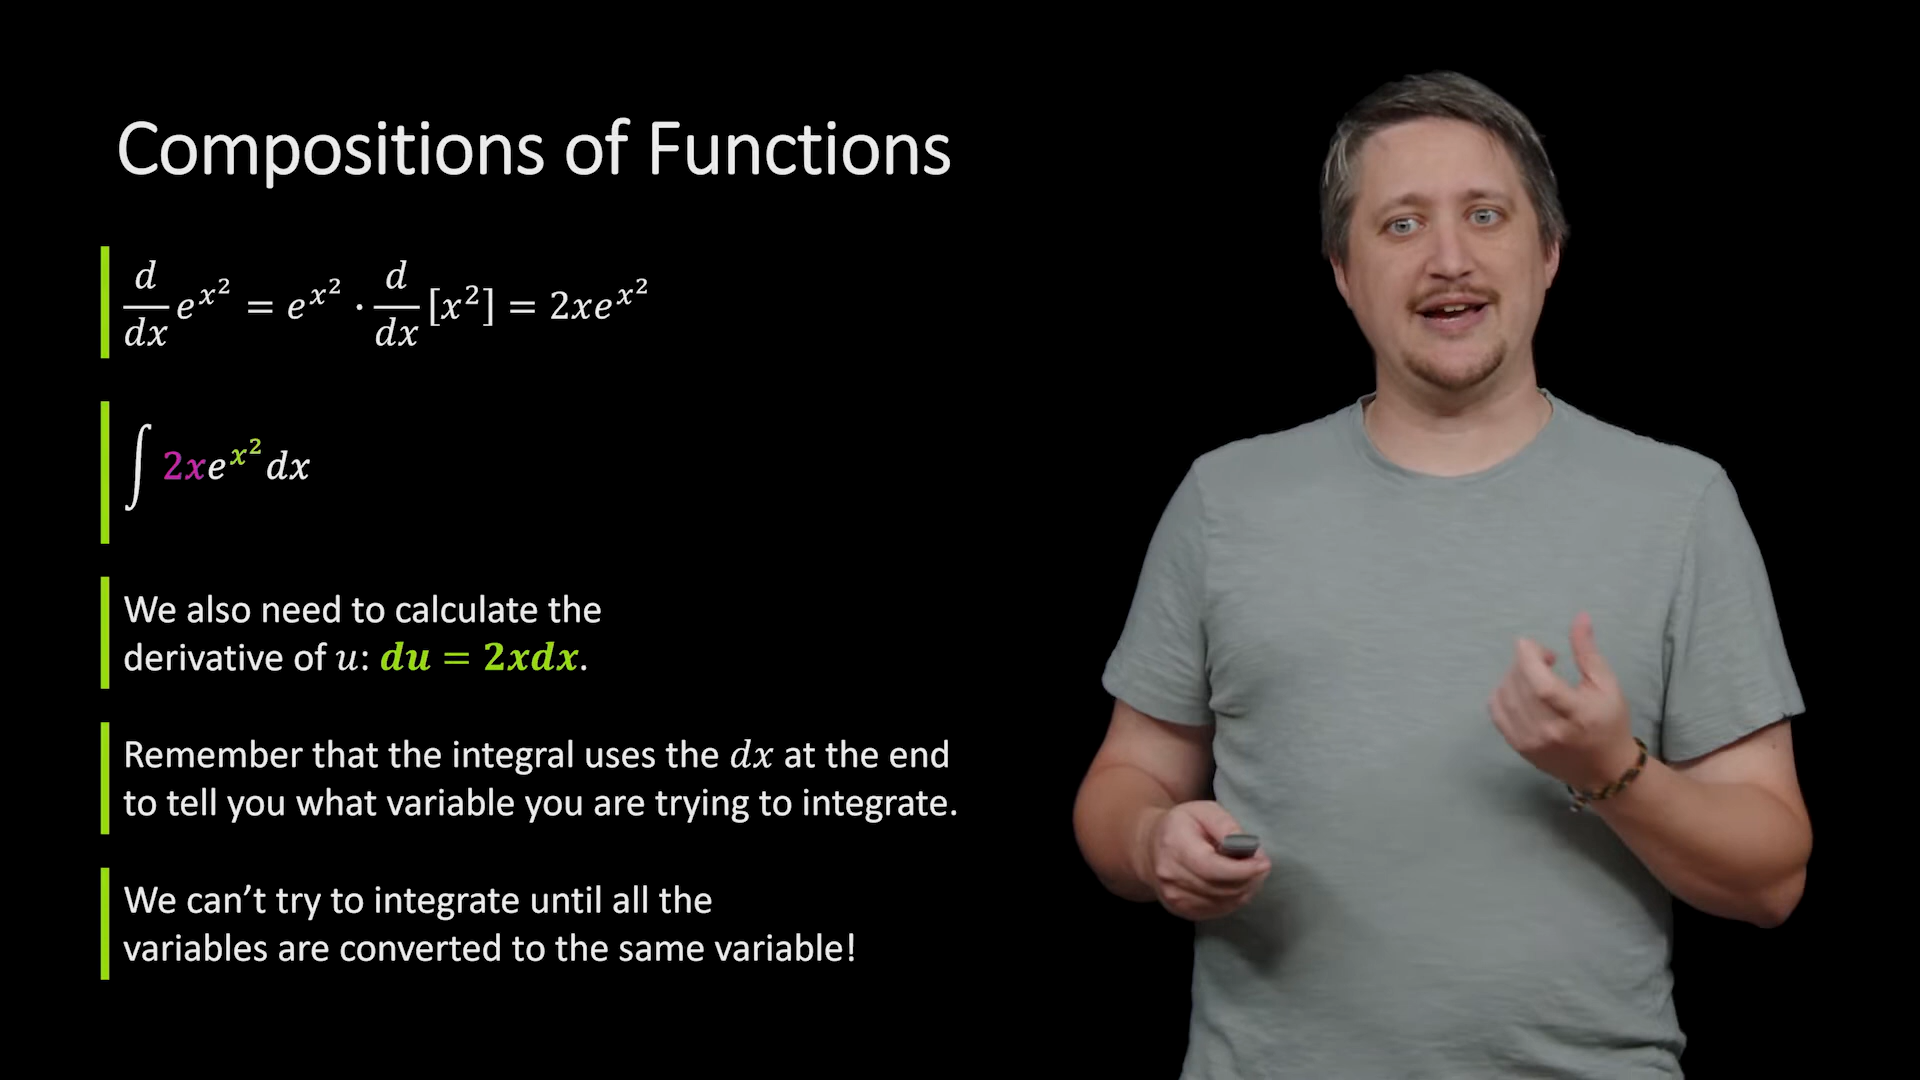 Compositions of Functions
d/dx e^{x^2} = e^{x^2} · d/dx [x^2] = 2xe^{x^2}
∫ 2xe^{x^2} dx
We also need to calculate the
derivative of u: du = 2xdx.
Remember that the integral uses the dx at the end
to tell you what variable you are trying to integrate.
We can’t try to integrate until all the
variables are converted to the same variable!